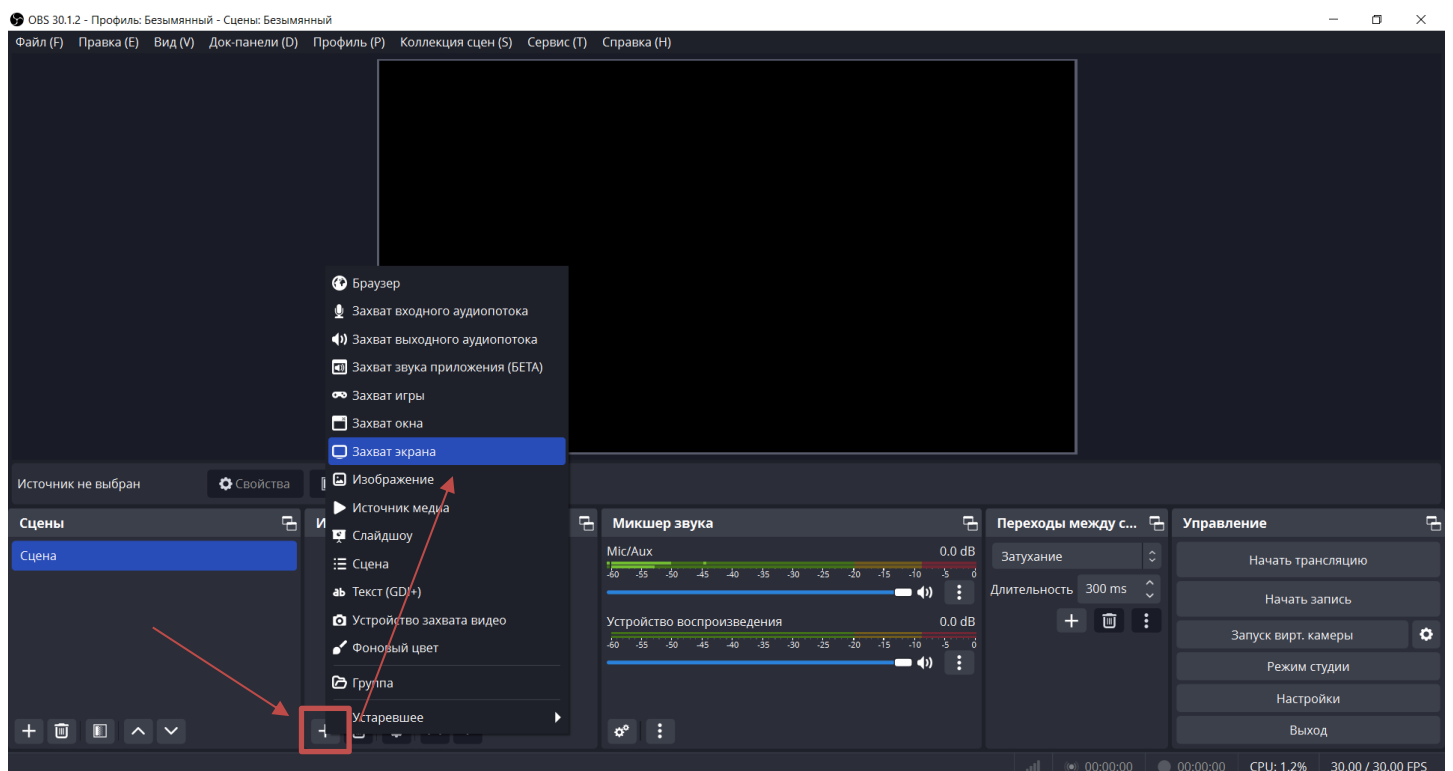 OBS 30.1.2 - Профиль: Безымянный - Сцены: Безымянный
Файл (F) Правка (E) Вид (V) Док-панели (D) Профиль (P) Коллекция сцен (S) Сервис (T) Справка (H)
Браузер
Захват входного аудиопотока
Захват выходного аудиопотока
Захват звука приложения (БЕТА)
Захват игры
Захват окна
Захват экрана
Изображение
Источник медиа
Слайдшоу
Сцена
ab Текст (GDI+)
Устройство захвата видео
Фоновый цвет
Группа
Устаревшее
Источник не выбран
Свойства
Сцены
Сцена
И
Микшер звука
Mic/Aux 0.0 dB
-60 -55 -50 -45 -40 -35 -30 -25 -20 -15 -10 -5 0
Устройство воспроизведения 0.0 dB
-60 -55 -50 -45 -40 -35 -30 -25 -20 -15 -10 -5 0
Переходы между с...
Затухание
Длительность 300 ms
Управление
Начать трансляцию
Начать запись
Запуск вирт. камеры
Режим студии
Настройки
Выход
00:00:00 00:00:00 CPU: 1.2% 30.00 / 30.00 FPS